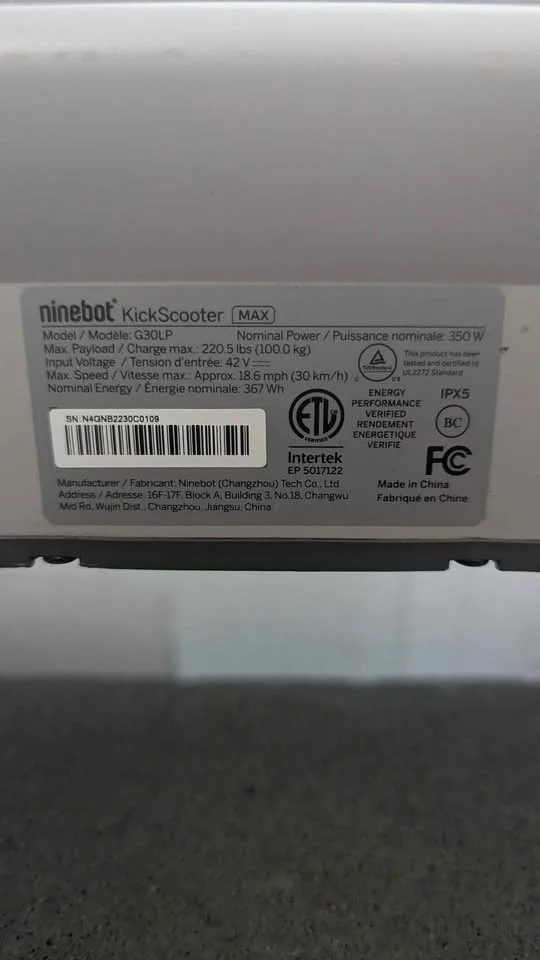 ninebot KickScooter MAX
Model / Modèle: G30LP Nominal Power / Puissance nominale: 350 W
Max. Payload / Charge max.: 220.5 lbs (100.0 kg)
Input Voltage / Tension d'entrée: 42 V
Max. Speed / Vitesse max.: Approx. 18.6 mph (30 km/h)
Nominal Energy / Énergie nominale: 367 Wh
This product has been
tested and certified to
UL2272 Standard
C US
SN: N4GNB2230C0109
ETL
VERIFIED
Intertek
EP 5017122
ENERGY
PERFORMANCE
VERIFIED
RENDEMENT
ENERGETIQUE
VERIFIE
IPX5
BC
FC
Made in China
Fabriqué en Chine
Manufacturer / Fabricant: Ninebot (Changzhou) Tech Co., Ltd.
Address / Adresse: 16F-17F, Block A, Building 3, No.18, Changwu
Mid Rd, Wujin Dist., Changzhou, Jiangsu, China